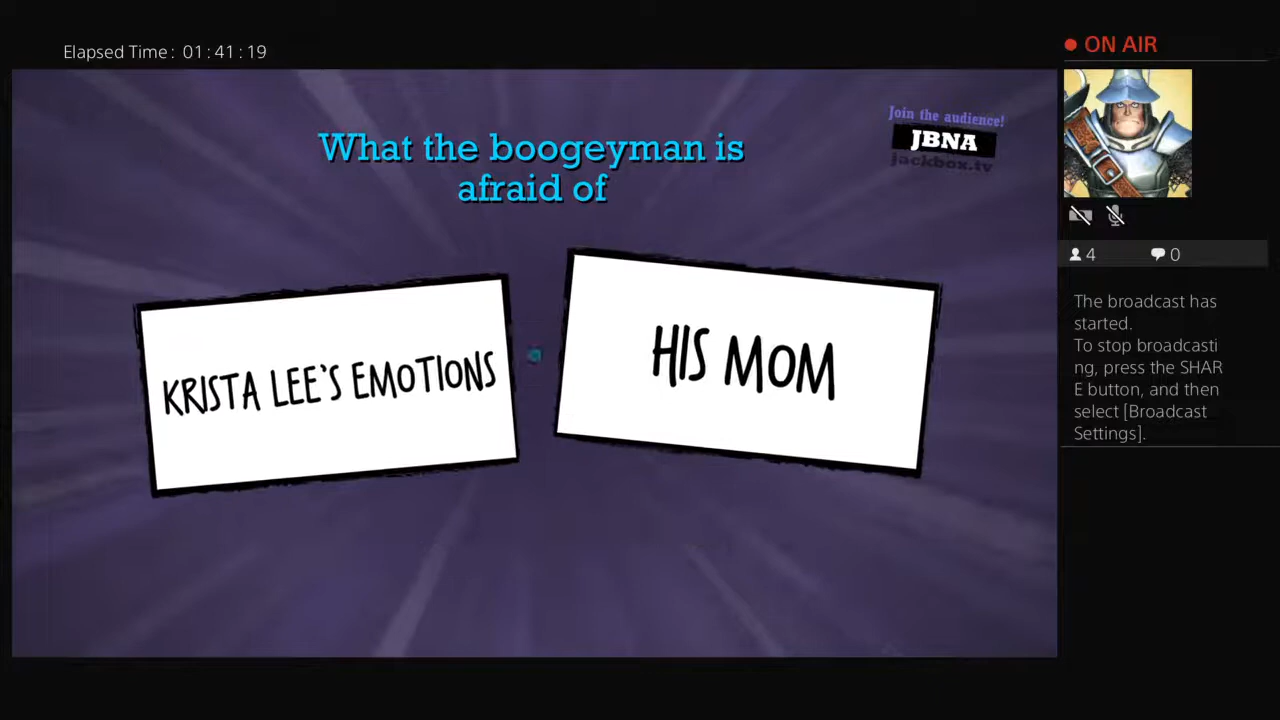 Elapsed Time: 01:41:19
ON AIR
Join the audience!
JBNA
jackbox.tv
What the boogeyman is
afraid of
KRISTA LEE'S EMOTIONS
HIS MOM
4
0
The broadcast has
started.
To stop broadcasti
ng, press the SHAR
E button, and then
select [Broadcast
Settings].